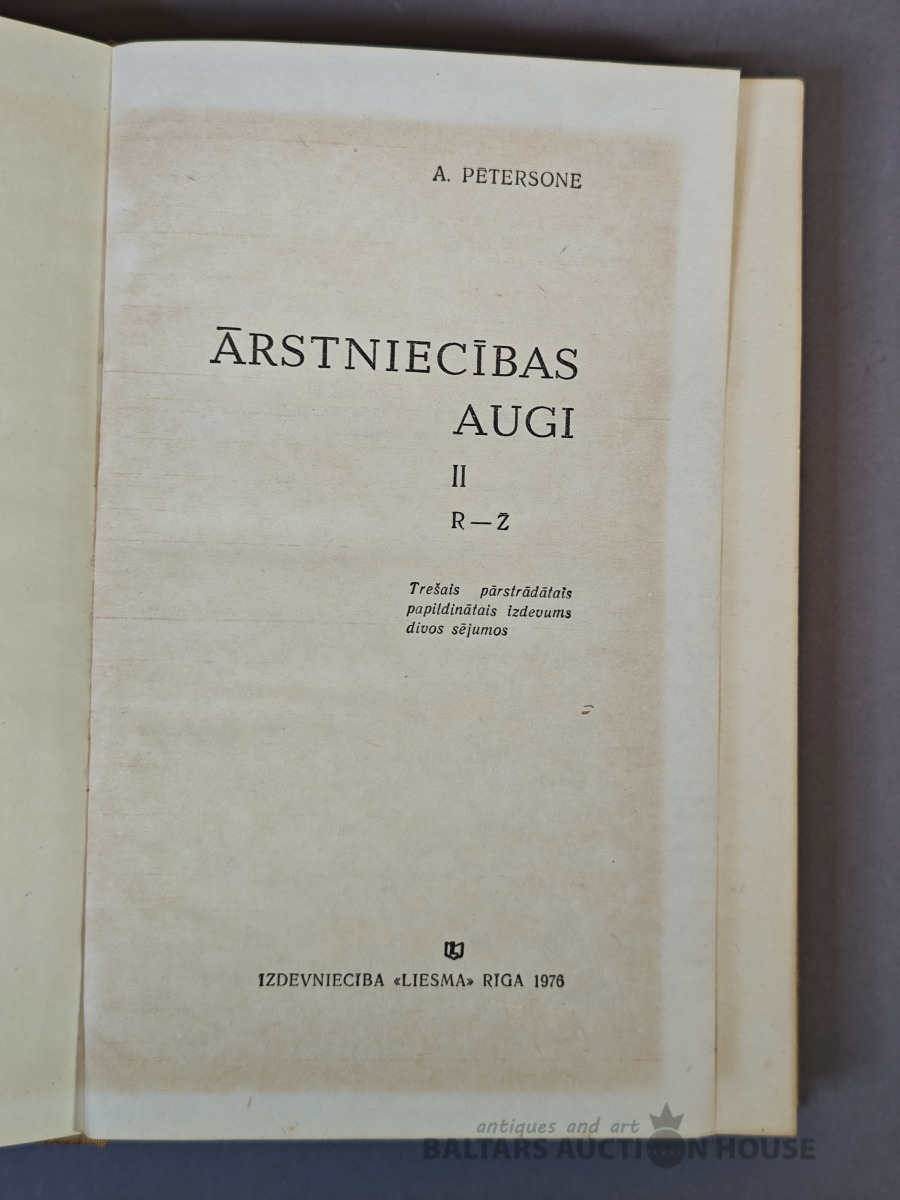 A. PĒTERSONE
ĀRSTNIECĪBAS
AUGI
II
R—Ž
Trešais pārstrādātais
papildinātais izdevums
divos sējumos
IZDEVNIECĪBA «LIESMA» RĪGA 1976
antiques and art
BALTARS AUCTION HOUSE